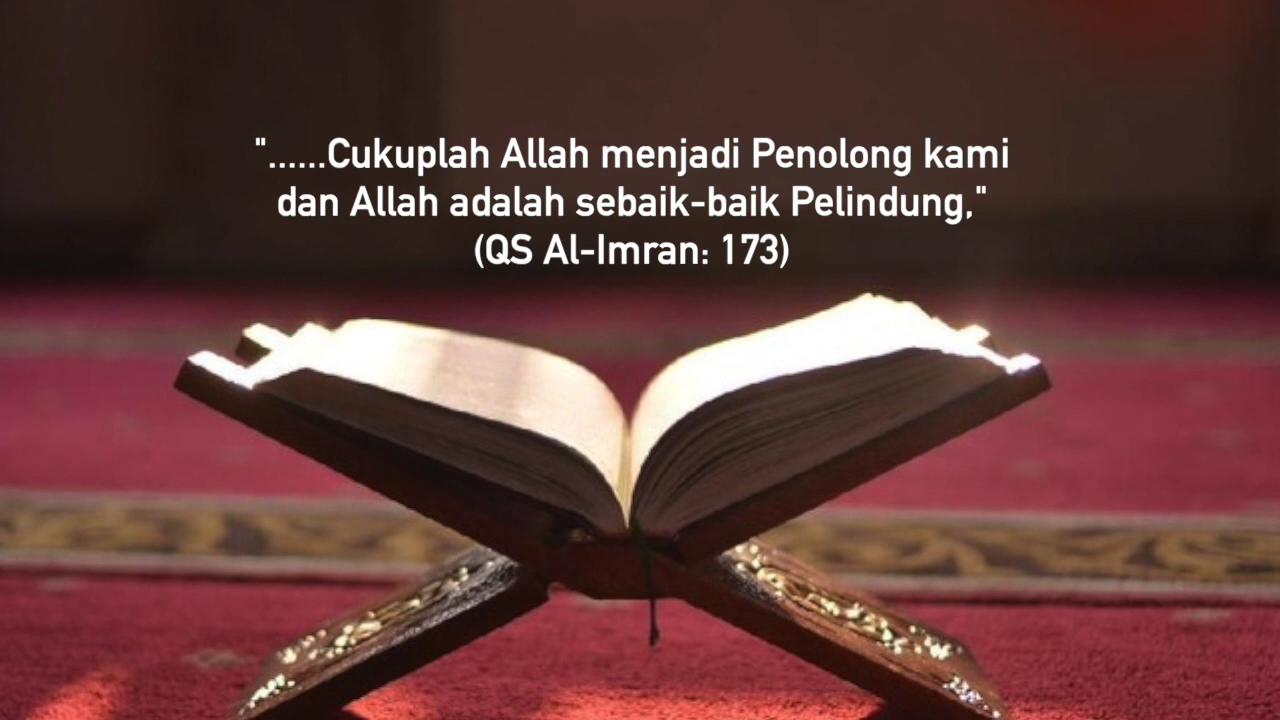 "......Cukuplah Allah menjadi Penolong kami
dan Allah adalah sebaik-baik Pelindung,"
(QS Al-Imran: 173)